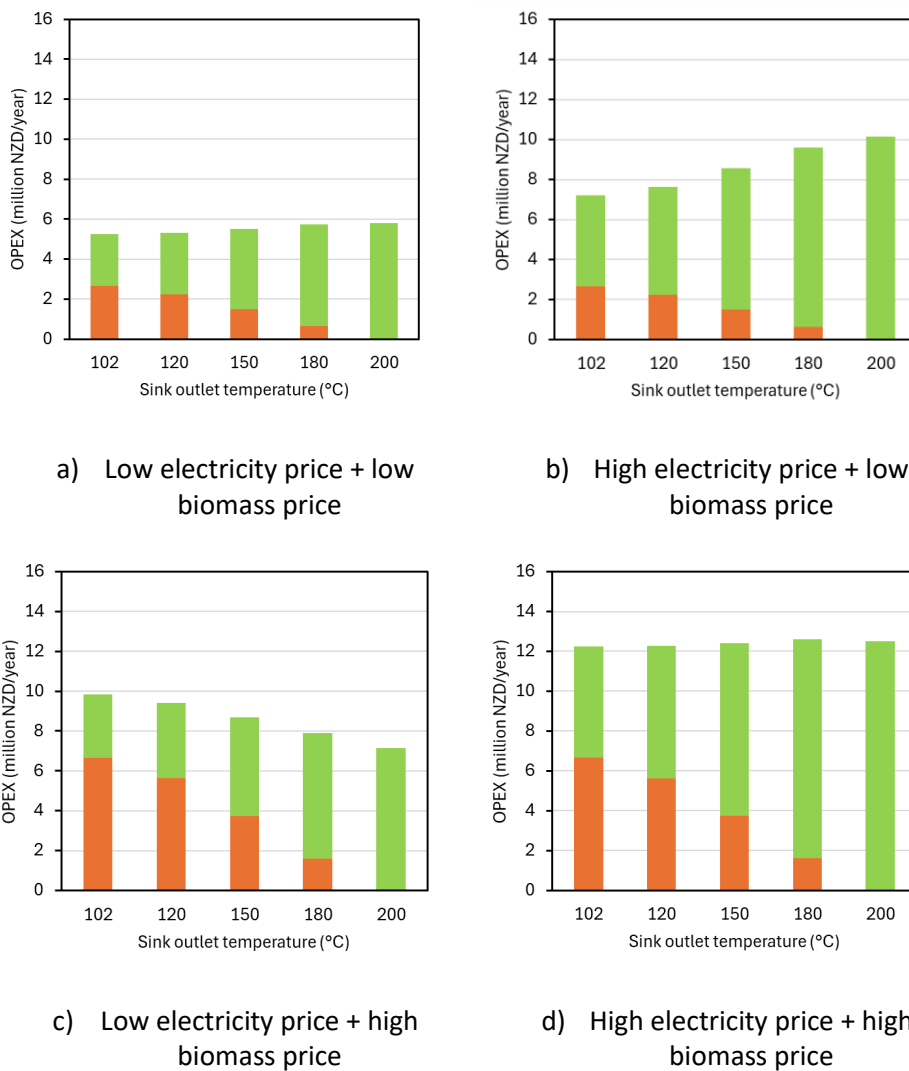 16
14
12
10
8
6
4
2
0
OPEX (million NZD/year)
102 120 150 180 200
Sink outlet temperature (°C)
a) Low electricity price + low
biomass price
16
14
12
10
8
6
4
2
0
OPEX (million NZD/year)
102 120 150 180 200
Sink outlet temperature (°C)
b) High electricity price + low
biomass price
16
14
12
10
8
6
4
2
0
OPEX (million NZD/year)
102 120 150 180 200
Sink outlet temperature (°C)
c) Low electricity price + high
biomass price
16
14
12
10
8
6
4
2
0
OPEX (million NZD/year)
102 120 150 180 200
Sink outlet temperature (°C)
d) High electricity price + high
biomass price